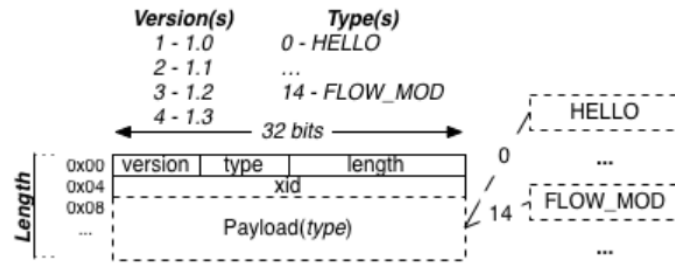 Version(s) Type(s)
1 - 1.0 0 - HELLO
2 - 1.1 ...
3 - 1.2 14 - FLOW_MOD
4 - 1.3
32 bits
HELLO
0x00 version type length 0 ...
0x04 xid
0x08 14 FLOW_MOD
... Payload(type)
...
Length